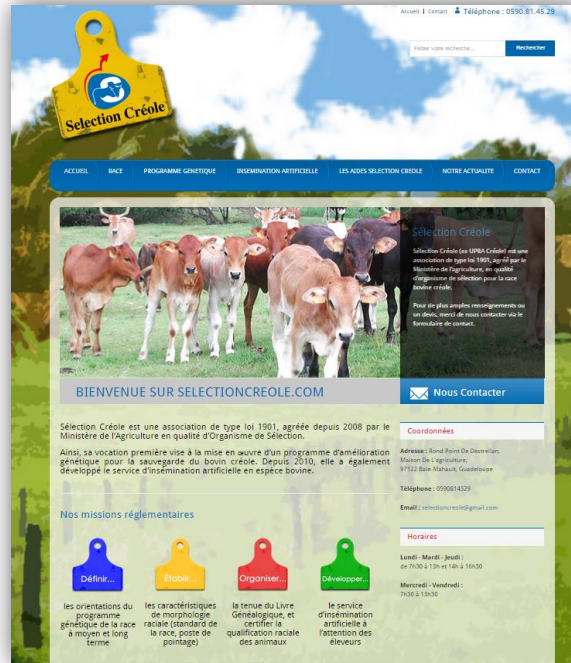 Accueil | Contact Téléphone : 0590.81.45.29
Faites votre recherche... Rechercher
S
Selection Créole
ACCUEIL RACE PROGRAMME GENETIQUE INSEMINATION ARTIFICIELLE LES AIDES SELECTION CREOLE NOTRE ACTUALITE CONTACT
Sélection Créole
Sélection Créole (ex UPRA Créole) est une
association de type loi 1901, agréé par le
Ministère de l'agriculture, en qualité
d'organisme de sélection pour la race
bovine créole.
Pour de plus amples renseignements ou
un devis, merci de nous contacter via le
formulaire de contact.
BIENVENUE SUR SELECTIONCREOLE.COM
Nous Contacter
Sélection Créole est une association de type loi 1901, agréée depuis 2008 par le
Ministère de l'Agriculture en qualité d'Organisme de Sélection.
Ainsi, sa vocation première vise à la mise en œuvre d'un programme d'amélioration
génétique pour la sauvegarde du bovin créole. Depuis 2010, elle a également
développé le service d'insémination artificielle en espèce bovine.
Nos missions réglementaires
Définir...
les orientations du
programme
génétique de la race
à moyen et long
terme
Établir...
les caractéristiques
de morphologie
raciale (standard de
la race, poste de
pointage)
Organiser...
la tenue du Livre
Généalogique, et
certifier la
qualification raciale
des animaux
Développer...
le service
d'insémination
artificielle à
l'attention des
éleveurs
Coordonnées
Adresse : Rond Point De Destrellan,
Maison De L'agriculture,
97122 Baie-Mahault, Guadeloupe
Téléphone : 0590814529
Email : selectioncreole@gmail.com
Horaires
Lundi - Mardi - Jeudi :
de 7h30 à 13h et 14h à 16h30
Mercredi - Vendredi :
7h30 à 13h30